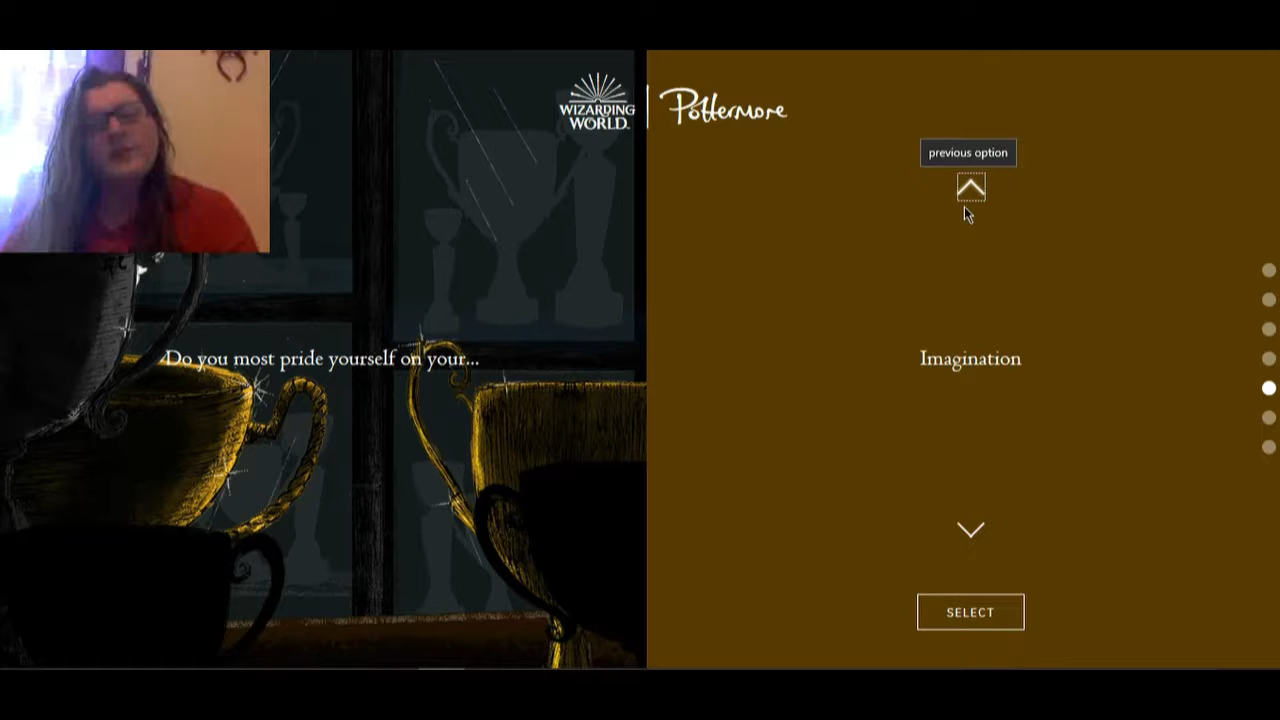 WIZARDING
WORLD
Pottermore
previous option
Do you most pride yourself on your...
Imagination
SELECT